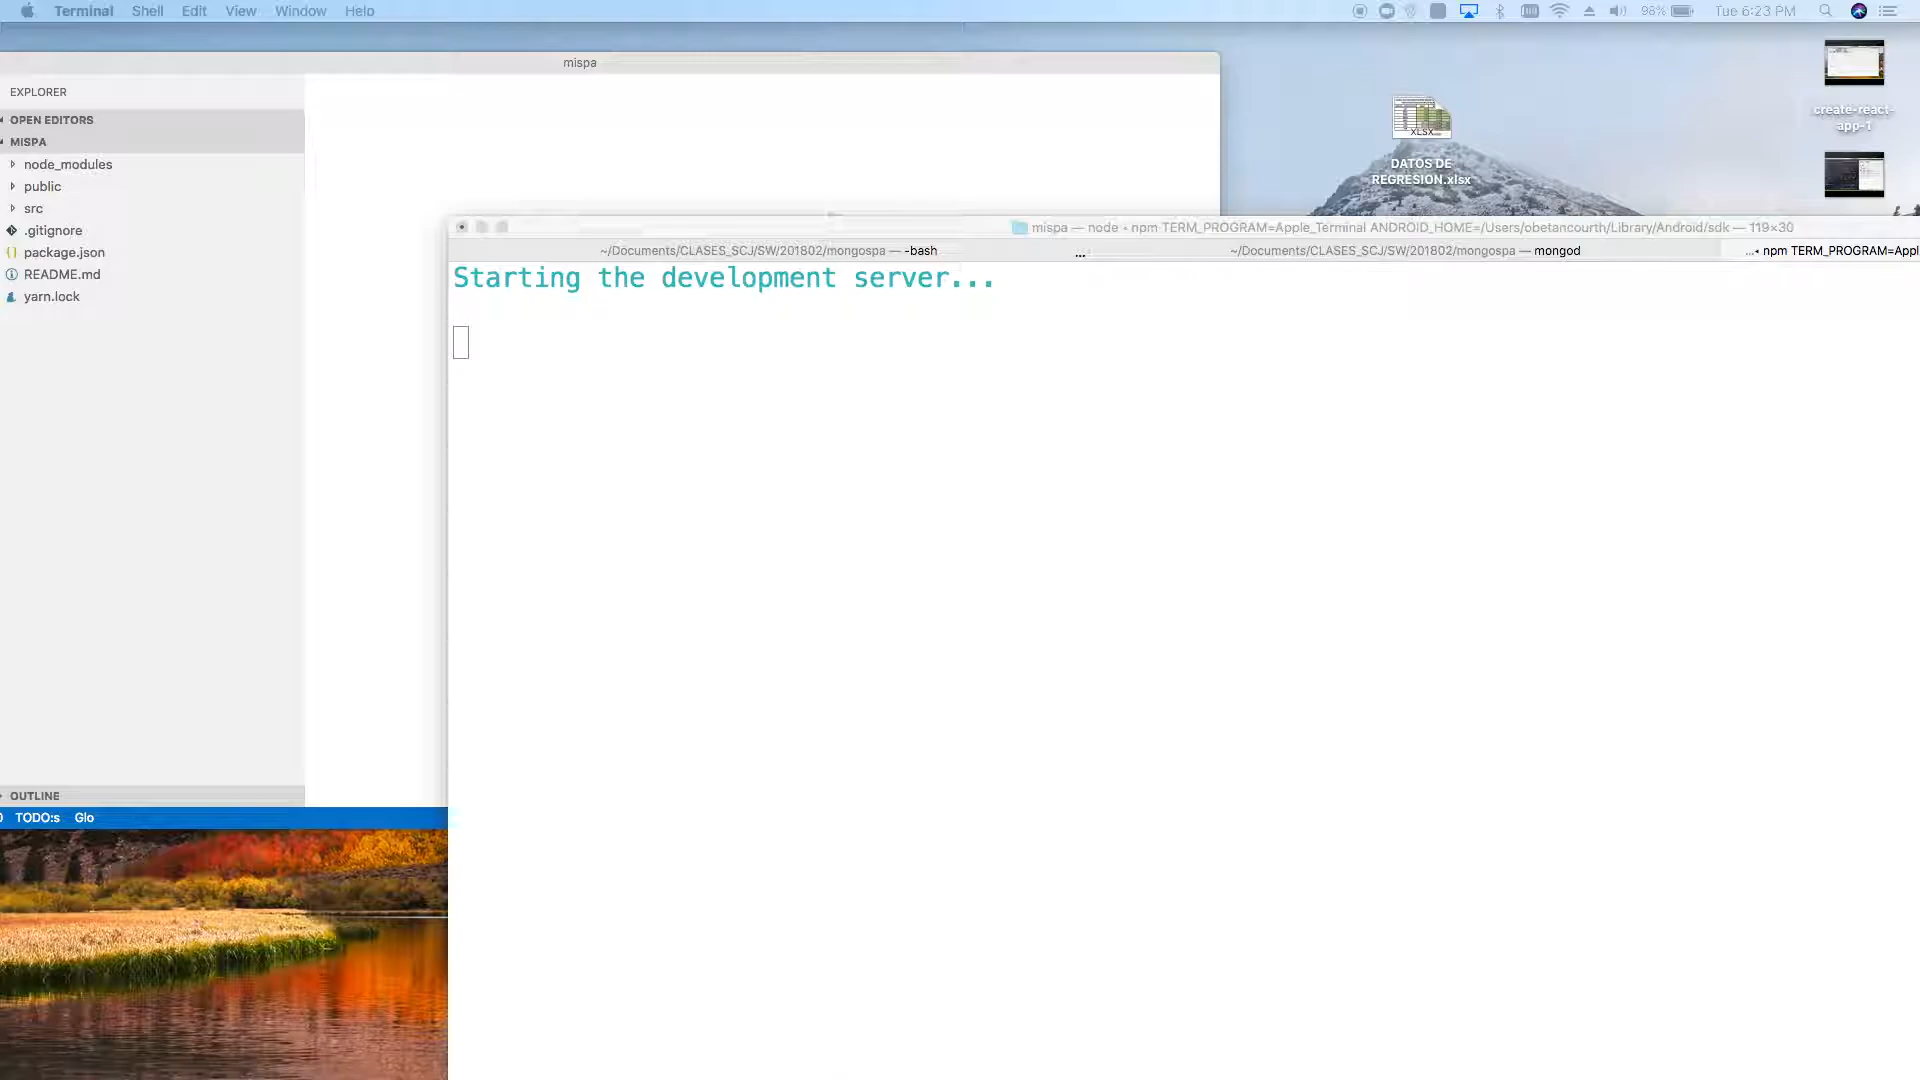 Terminal Shell Edit View Window Help
98% Tue 6:23 PM
mispa
EXPLORER
OPEN EDITORS
MISPA
node_modules
public
src
.gitignore
package.json
README.md
yarn.lock
OUTLINE
0 TODO:s Glo
XLSX
DATOS DE
REGRESION.xlsx
create-react-
app-1
mispa — node • npm TERM_PROGRAM=Apple_Terminal ANDROID_HOME=/Users/obetancourth/Library/Android/sdk — 119×30
~/Documents/CLASES_SCJ/SW/201802/mongospa — -bash
...
~/Documents/CLASES_SCJ/SW/201802/mongospa — mongod
...• npm TERM_PROGRAM=Appl
Starting the development server...